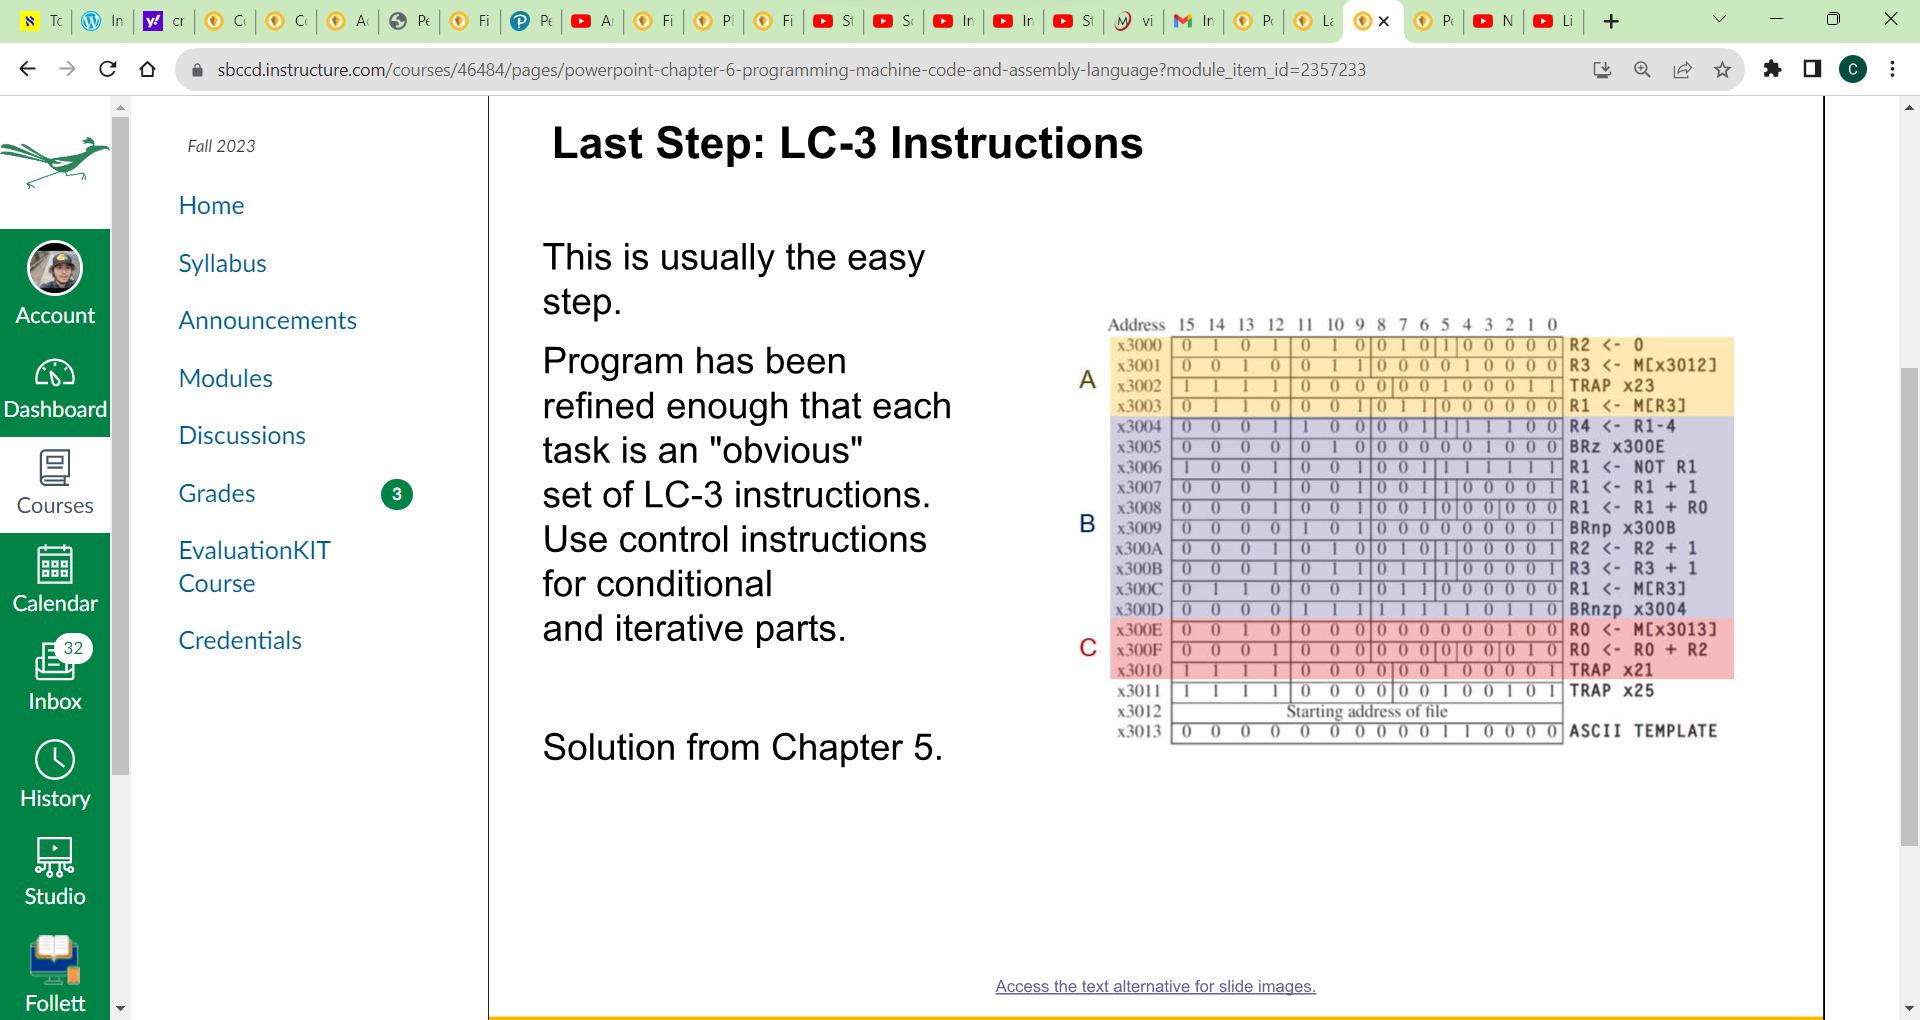 Tc
In
cr
Co
Co
A
Pe
Fi
Pe
A
Fi
Pl
Fi
St
Sc
In
In
St
vi
In
Po
La
Po
N
Li
sbccd.instructure.com/courses/46484/pages/powerpoint-chapter-6-programming-machine-code-and-assembly-language?module_item_id=2357233
C
Account
Dashboard
Courses
Calendar
32
Inbox
History
Studio
Follett
Fall 2023
Home
Syllabus
Announcements
Modules
Discussions
Grades 3
EvaluationKIT
Course
Credentials
Last Step: LC-3 Instructions
This is usually the easy
step.
Program has been
refined enough that each
task is an "obvious"
set of LC-3 instructions.
Use control instructions
for conditional
and iterative parts.
Solution from Chapter 5.
Address 15 14 13 12 11 10 9 8 7 6 5 4 3 2 1 0
A
x3000 0 1 0 1 0 1 0 0 1 0 1 0 0 0 0 0 R2 <- 0
x3001 0 0 1 0 0 1 1 0 0 0 0 1 0 0 0 0 R3 <- M[x3012]
x3002 1 1 1 1 0 0 0 0 0 0 1 0 0 0 1 1 TRAP x23
x3003 0 1 1 0 0 0 1 0 1 1 0 0 0 0 0 0 R1 <- M[R3]
B
x3004 0 0 0 1 1 0 0 0 0 1 1 1 1 1 0 0 R4 <- R1-4
x3005 0 0 0 0 0 1 0 0 0 0 0 0 1 0 0 0 BRz x300E
x3006 1 0 0 1 0 0 1 0 0 1 1 1 1 1 1 1 R1 <- NOT R1
x3007 0 0 0 1 0 0 1 0 0 1 1 0 0 0 0 1 R1 <- R1 + 1
x3008 0 0 0 1 0 0 1 0 0 1 0 0 0 0 0 0 R1 <- R1 + R0
x3009 0 0 0 0 1 0 1 0 0 0 0 0 0 0 0 1 BRnp x300B
x300A 0 0 0 1 0 1 0 0 1 0 1 0 0 0 0 1 R2 <- R2 + 1
x300B 0 0 0 1 0 1 1 0 1 1 1 0 0 0 0 1 R3 <- R3 + 1
x300C 0 1 1 0 0 0 1 0 1 1 0 0 0 0 0 0 R1 <- M[R3]
x300D 0 0 0 0 1 1 1 1 1 1 1 1 0 1 1 0 BRnzp x3004
C
x300E 0 0 1 0 0 0 0 0 0 0 0 0 0 1 0 0 R0 <- M[x3013]
x300F 0 0 0 1 0 0 0 0 0 0 0 0 0 0 1 0 R0 <- R0 + R2
x3010 1 1 1 1 0 0 0 0 0 0 1 0 0 0 0 1 TRAP x21
x3011 1 1 1 1 0 0 0 0 0 0 1 0 0 1 0 1 TRAP x25
x3012 Starting address of file
x3013 0 0 0 0 0 0 0 0 0 0 1 1 0 0 0 0 ASCII TEMPLATE
Access the text alternative for slide images.